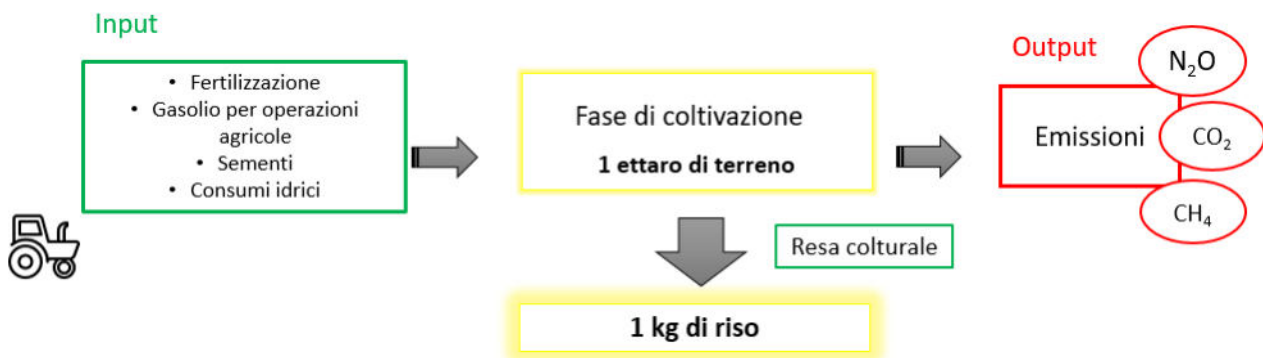 Input
• Fertilizzazione
• Gasolio per operazioni
agricole
• Sementi
• Consumi idrici
Fase di coltivazione
1 ettaro di terreno
Output
Emissioni
N₂O
CO₂
CH₄
Resa colturale
1 kg di riso